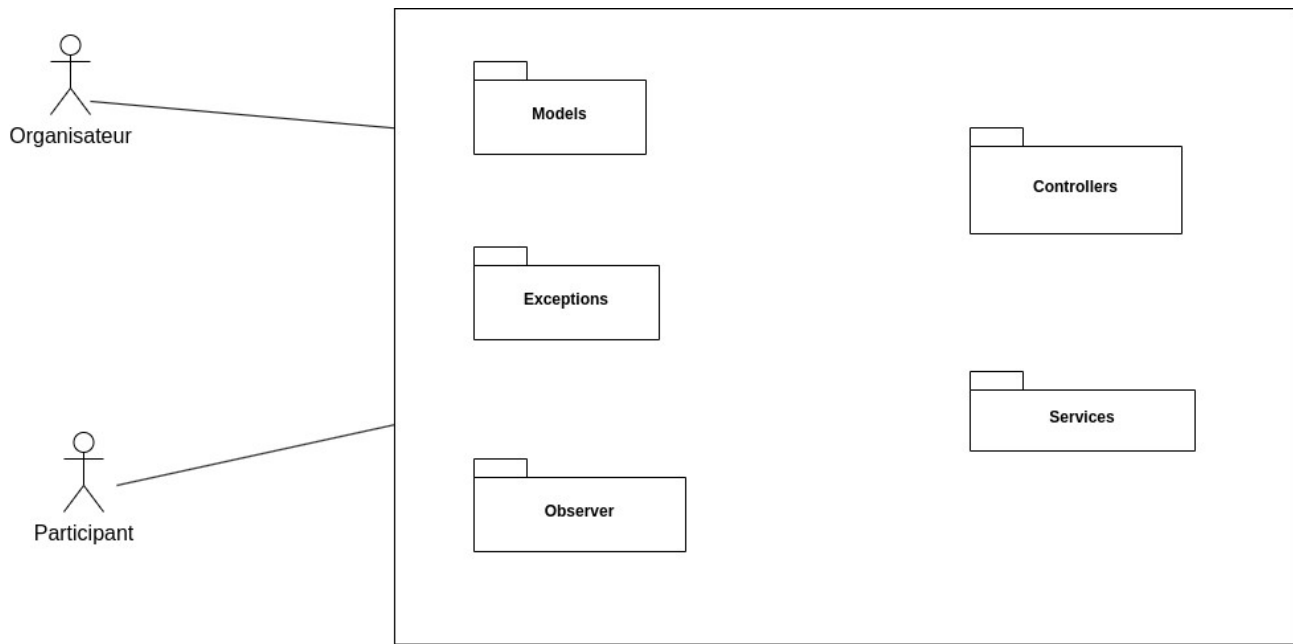 Organisateur
Models
Controllers
Exceptions
Services
Observer
Participant